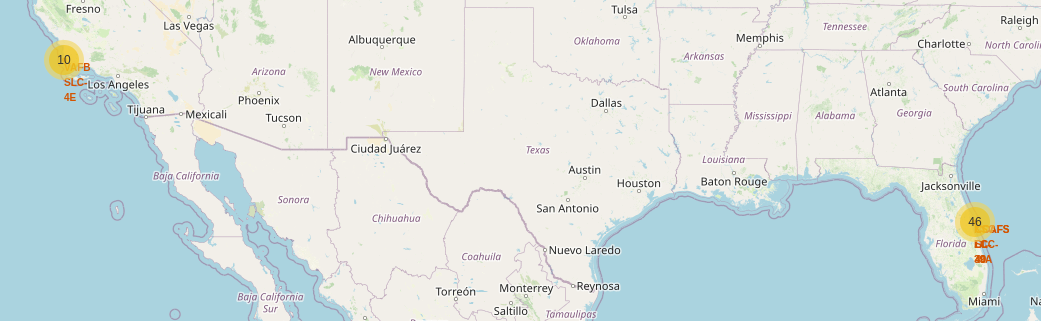 Fresno
Las Vegas
Tulsa
Raleigh
Albuquerque
Oklahoma
Memphis
Tennessee
Charlotte
North Caroli
10
AFB
SLC-
4E
Los Angeles
Arizona
New Mexico
Atlanta
South Carolina
Phoenix
Dallas
Tijuana
Mexicali
Tucson
Mississippi
Alabama
Georgia
Ciudad Juárez
Texas
Louisiana
Baja California
Austin
Houston
Baton Rouge
Jacksonville
Sonora
San Antonio
Chihuahua
46
AFS
Florida
Nuevo Laredo
Coahuila
Torreón
Monterrey
Reynosa
Baja California
Sur
Saltillo
Tamaulipas
Miami
Na